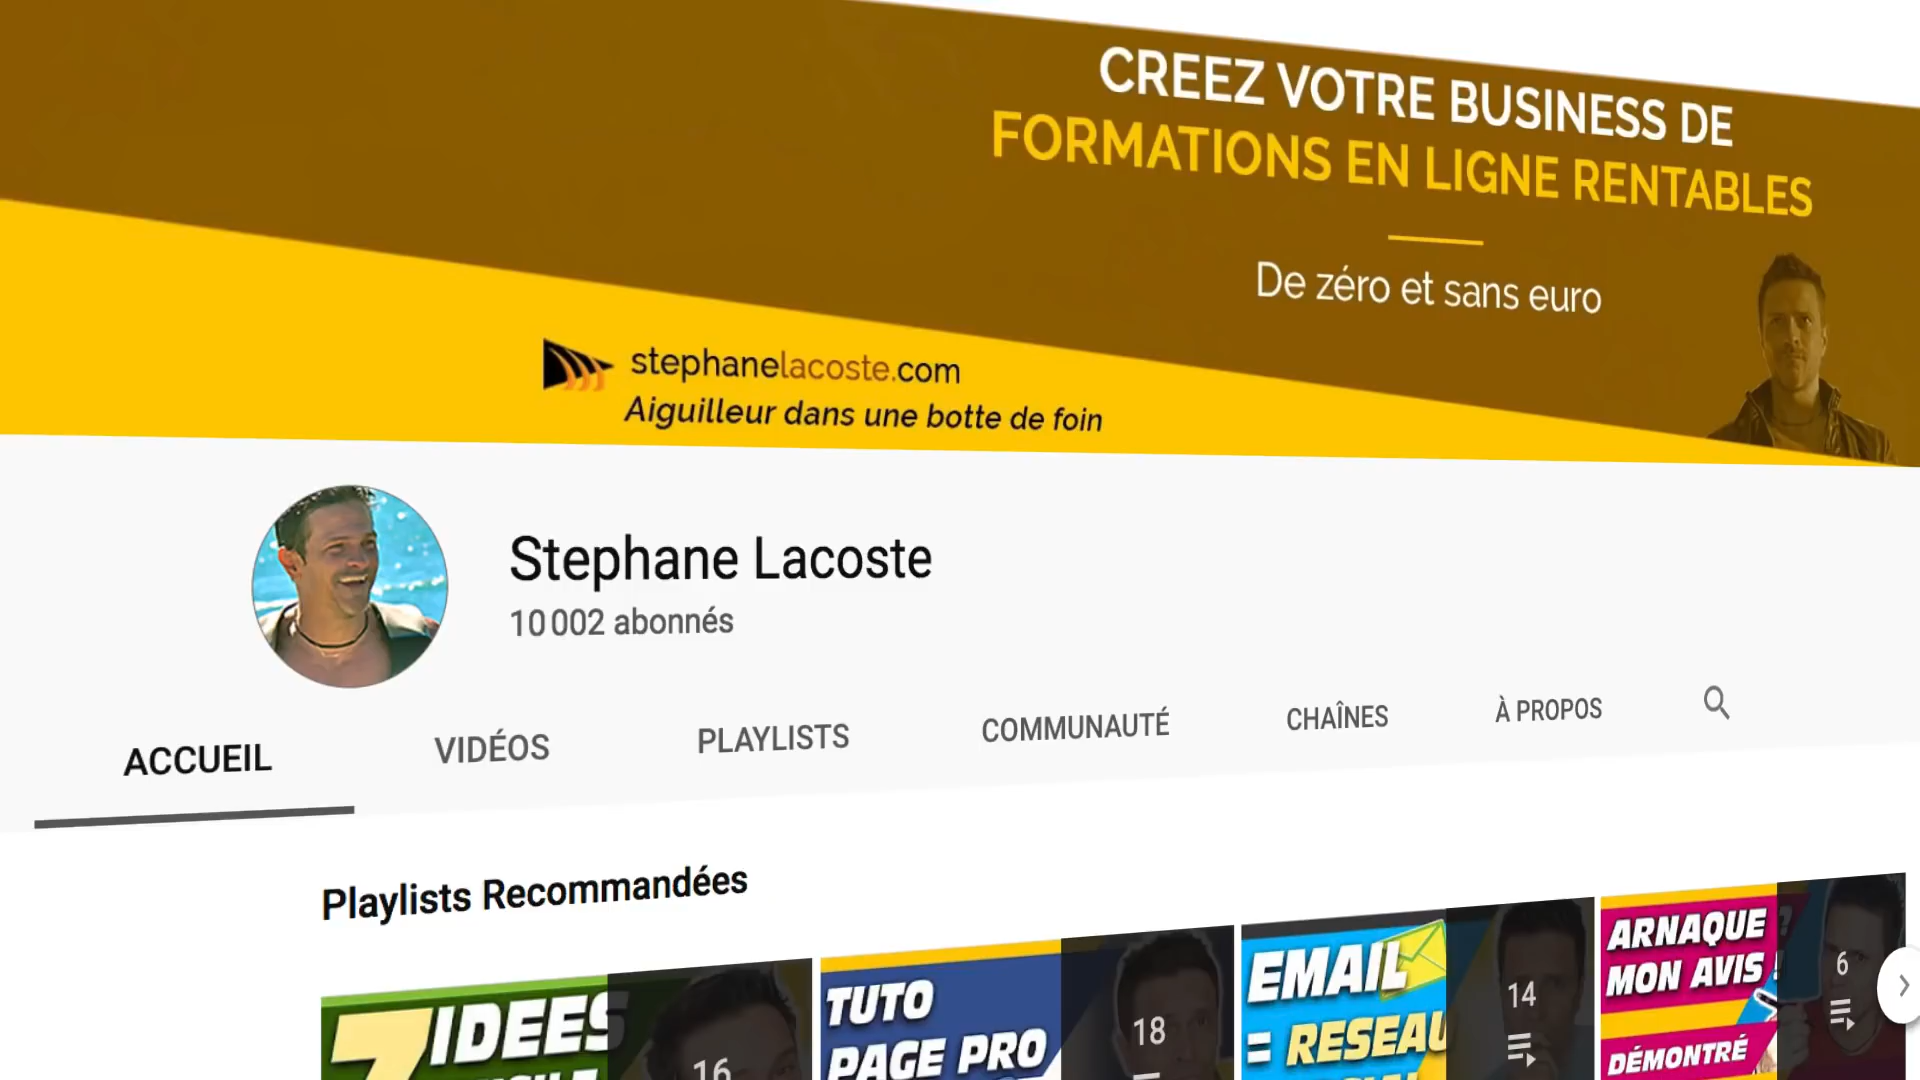 CREEZ VOTRE BUSINESS DE
FORMATIONS EN LIGNE RENTABLES
De zéro et sans euro
stephanelacoste.com
Aiguilleur dans une botte de foin
Stephane Lacoste
10 002 abonnés
ACCUEIL
VIDÉOS
PLAYLISTS
COMMUNAUTÉ
CHAÎNES
À PROPOS
Playlists Recommandées
7 IDEES
16
TUTO
PAGE PRO
18
EMAIL
= RESEAU
14
ARNAQUE ?
MON AVIS !
DÉMONTRÉ
6